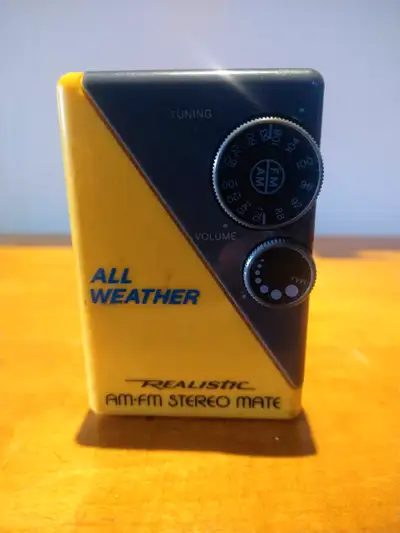 TUNING
FM
AM
VOLUME
ALL
WEATHER
REALISTIC
AM·FM STEREO MATE